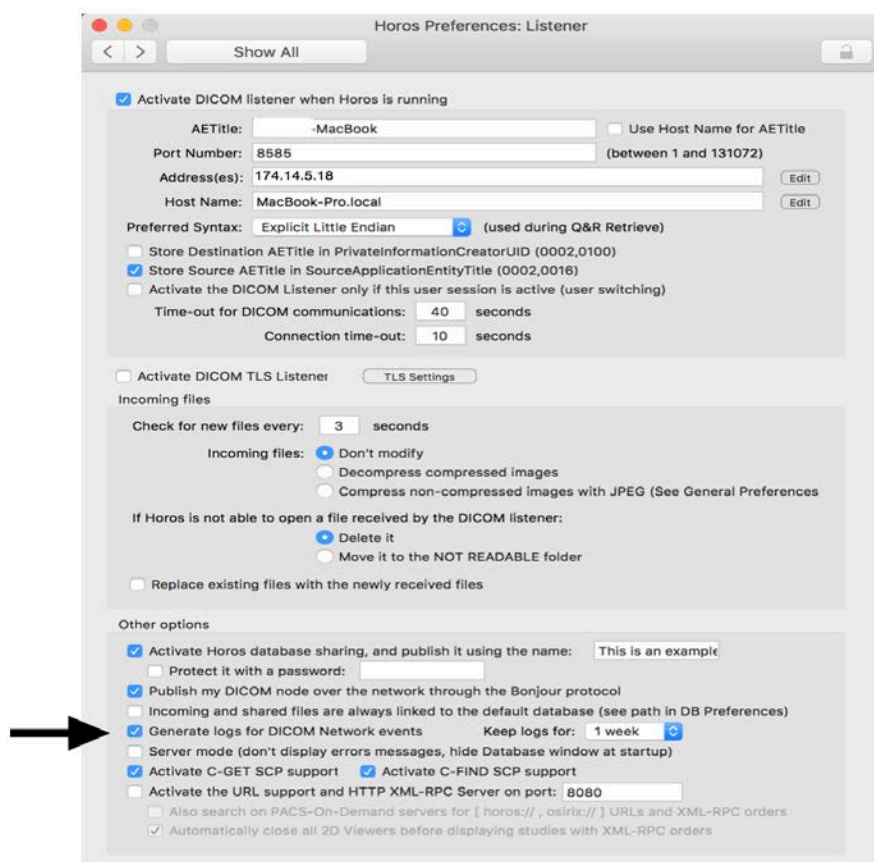 Horos Preferences: Listener
Show All
Activate DICOM listener when Horos is running
AETitle: -MacBook Use Host Name for AETitle
Port Number: 8585 (between 1 and 131072)
Address(es): 174.14.5.18 Edit
Host Name: MacBook-Pro.local Edit
Preferred Syntax: Explicit Little Endian (used during Q&R Retrieve)
Store Destination AETitle in PrivateInformationCreatorUID (0002,0100)
Store Source AETitle in SourceApplicationEntityTitle (0002,0016)
Activate the DICOM Listener only if this user session is active (user switching)
Time-out for DICOM communications: 40 seconds
Connection time-out: 10 seconds
Activate DICOM TLS Listener TLS Settings
Incoming files
Check for new files every: 3 seconds
Incoming files: Don't modify
Decompress compressed images
Compress non-compressed images with JPEG (See General Preferences
If Horos is not able to open a file received by the DICOM listener:
Delete it
Move it to the NOT READABLE folder
Replace existing files with the newly received files
Other options
Activate Horos database sharing, and publish it using the name: This is an example
Protect it with a password:
Publish my DICOM node over the network through the Bonjour protocol
Incoming and shared files are always linked to the default database (see path in DB Preferences)
Generate logs for DICOM Network events Keep logs for: 1 week
Server mode (don't display errors messages, hide Database window at startup)
Activate C-GET SCP support Activate C-FIND SCP support
Activate the URL support and HTTP XML-RPC Server on port: 8080
Also search on PACS-On-Demand servers for [ horos:// , osirix:// ] URLs and XML-RPC orders
Automatically close all 2D Viewers before displaying studies with XML-RPC orders